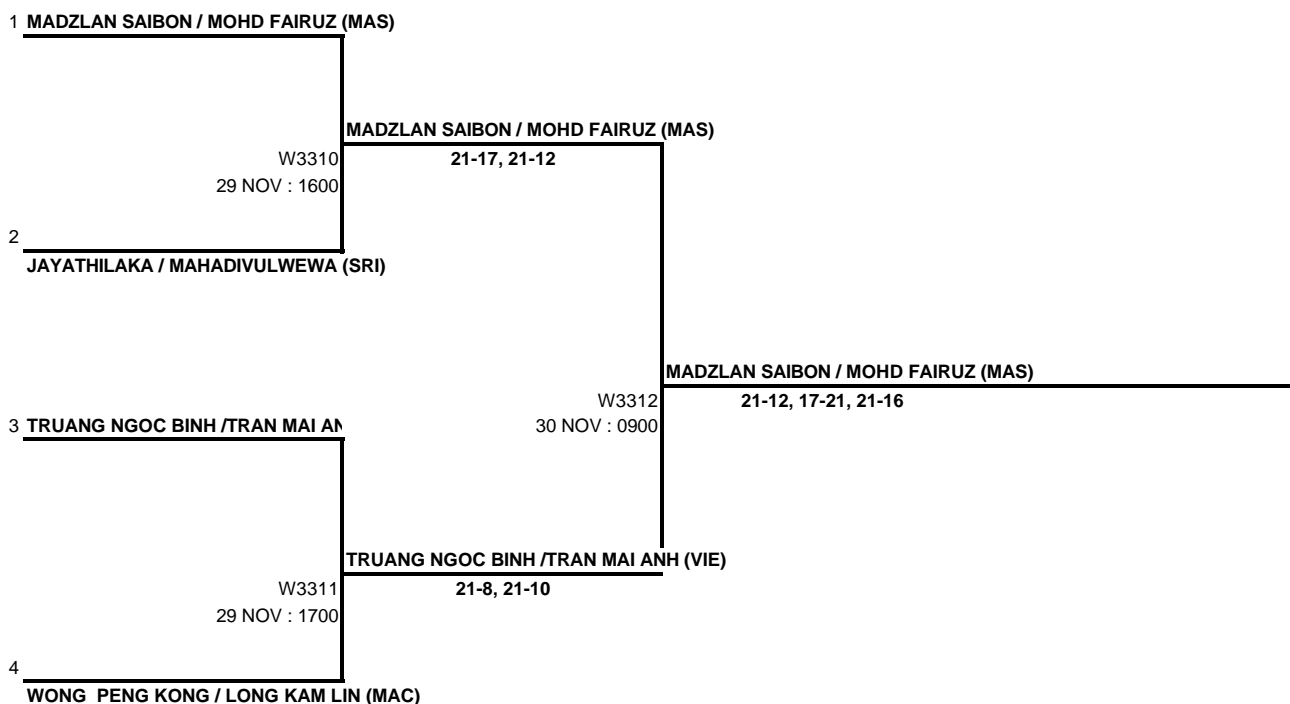 1 MADZLAN SAIBON / MOHD FAIRUZ (MAS)
MADZLAN SAIBON / MOHD FAIRUZ (MAS)
W3310 21-17, 21-12
29 NOV : 1600
2
JAYATHILAKA / MAHADIVULWEWA (SRI)
MADZLAN SAIBON / MOHD FAIRUZ (MAS)
W3312 21-12, 17-21, 21-16
3 TRUANG NGOC BINH /TRAN MAI AN 30 NOV : 0900
TRUANG NGOC BINH /TRAN MAI ANH (VIE)
W3311 21-8, 21-10
29 NOV : 1700
4
WONG PENG KONG / LONG KAM LIN (MAC)